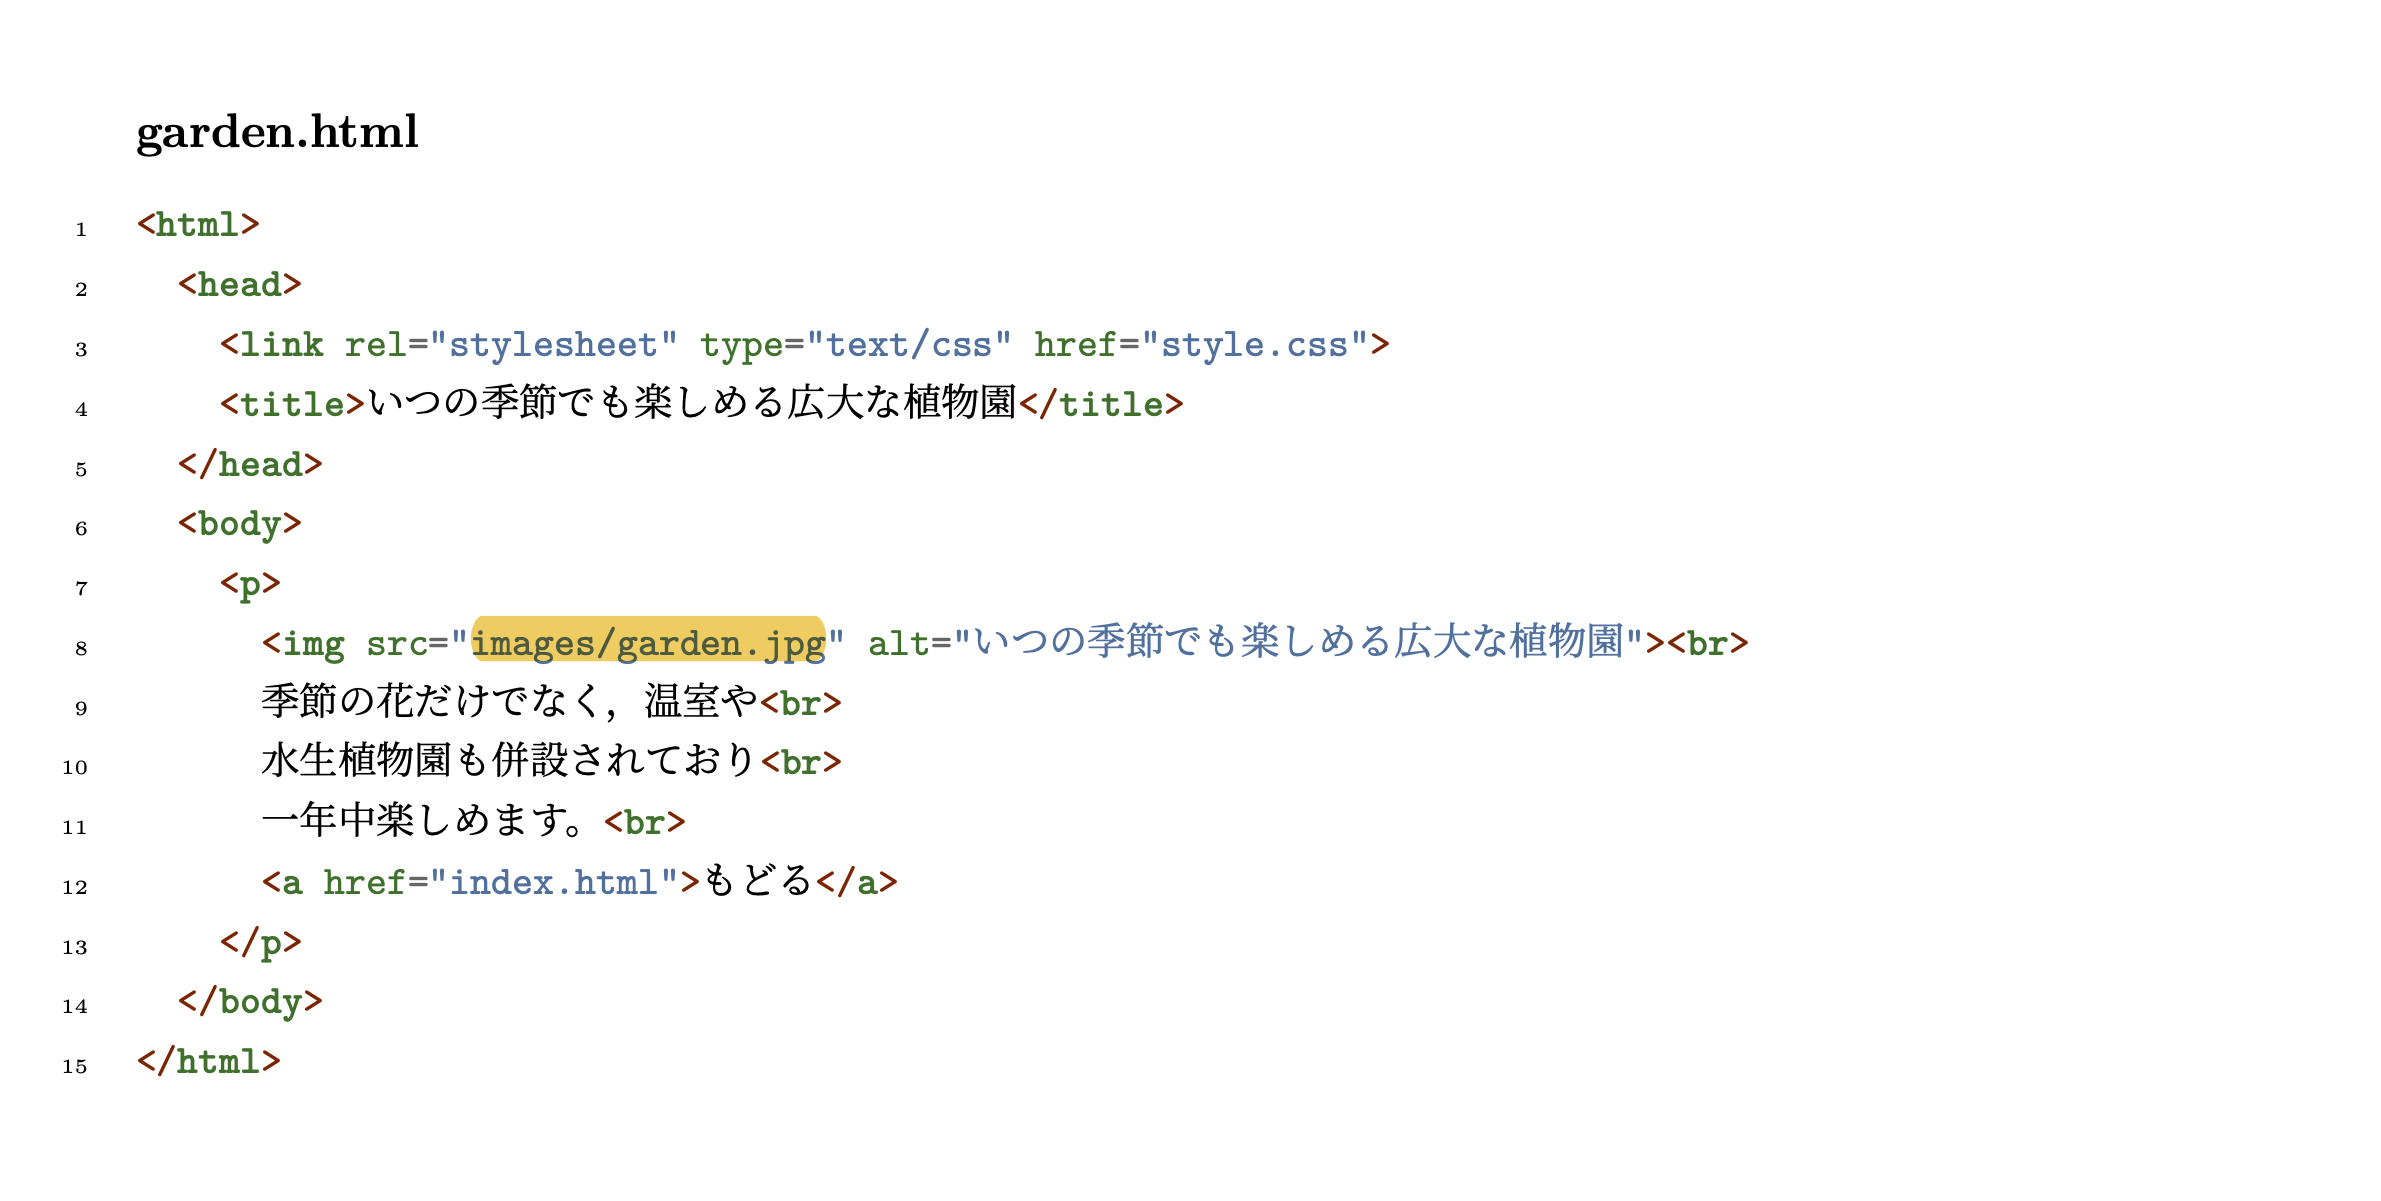 garden.html
1 <html>
2   <head>
3     <link rel="stylesheet" type="text/css" href="style.css">
4     <title>いつの季節でも楽しめる広大な植物園</title>
5   </head>
6   <body>
7     <p>
8       <img src="images/garden.jpg" alt="いつの季節でも楽しめる広大な植物園"><br>
9       季節の花だけでなく，温室や<br>
10       水生植物園も併設されており<br>
11       一年中楽しめます。<br>
12       <a href="index.html">もどる</a>
13     </p>
14   </body>
15 </html>